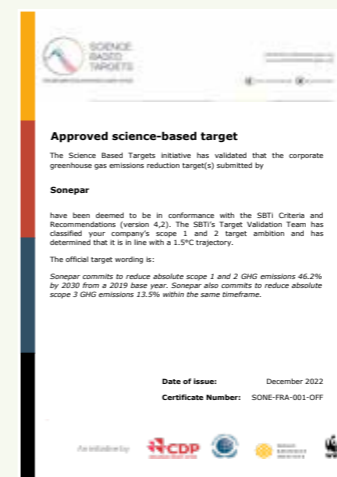 SCIENCE
BASED
TARGETS
Approved science-based target
The Science Based Targets initiative has validated that the corporate
greenhouse gas emissions reduction target(s) submitted by
Sonepar
have been deemed to be in conformance with the SBTi Criteria and
Recommendations (version 4,2). The SBTi's Target Validation Team has
classified your company's scope 1 and 2 target ambition and has
determined that it is in line with a 1.5°C trajectory.
The official target wording is:
Sonepar commits to reduce absolute scope 1 and 2 GHG emissions 46.2%
by 2030 from a 2019 base year. Sonepar also commits to reduce absolute
scope 3 GHG emissions 13.5% within the same timeframe.
Date of issue: December 2022
Certificate Number: SONE-FRA-001-OFF
An initiative by
CDP